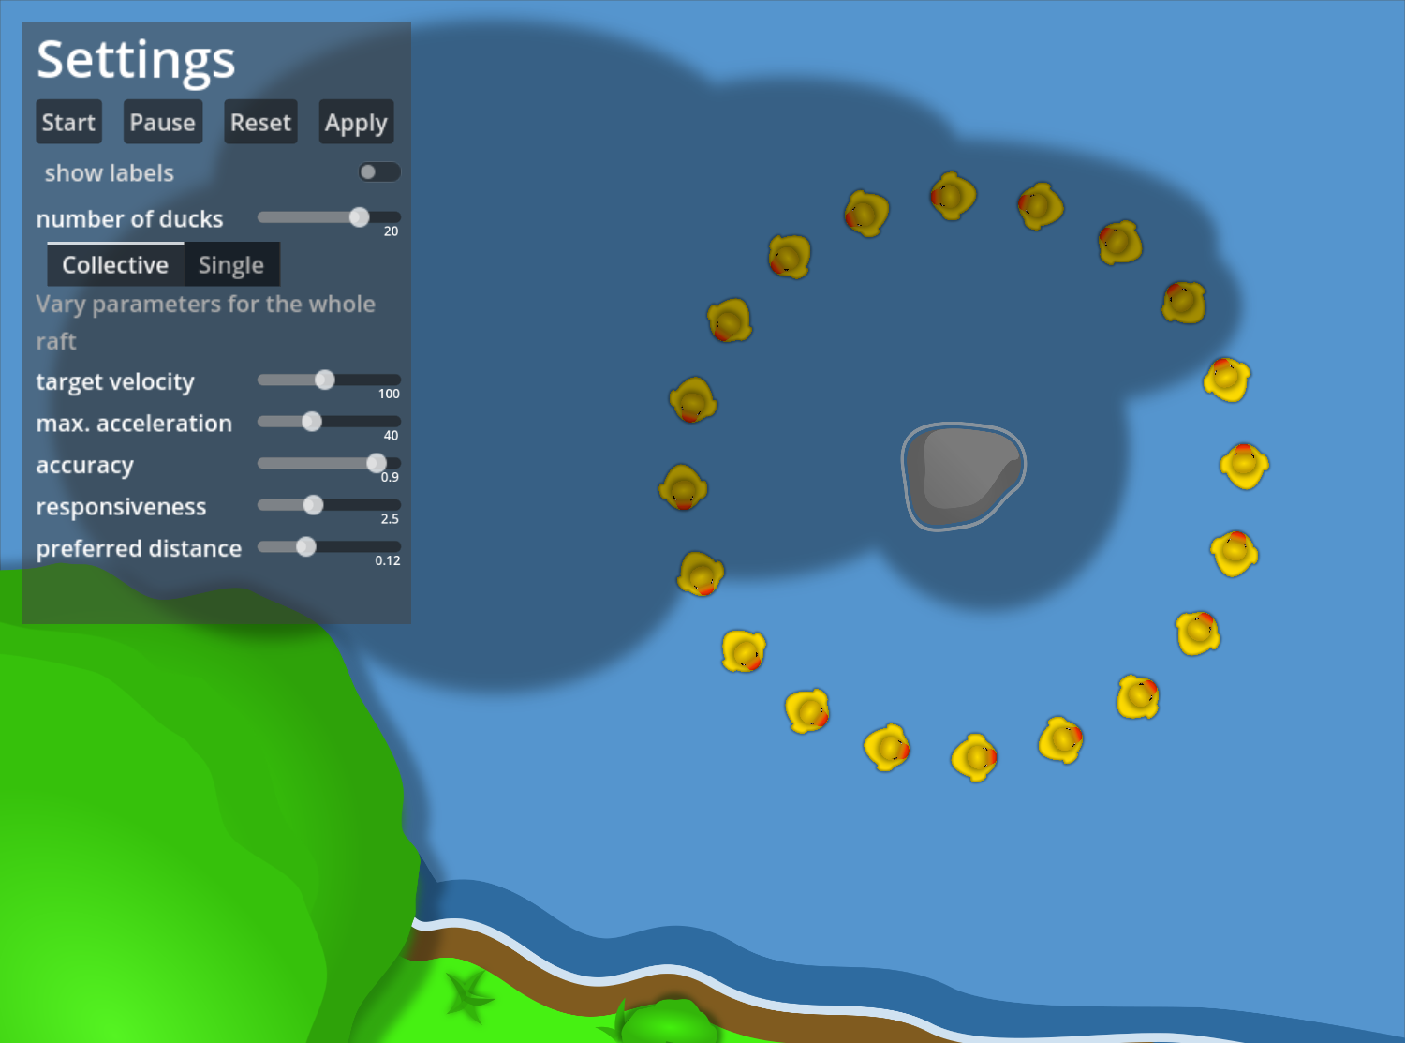 Settings
Start Pause Reset Apply
show labels
number of ducks
20
Collective Single
Vary parameters for the whole
raft
target velocity
100
max. acceleration
40
accuracy
0.9
responsiveness
2.5
preferred distance
0.12